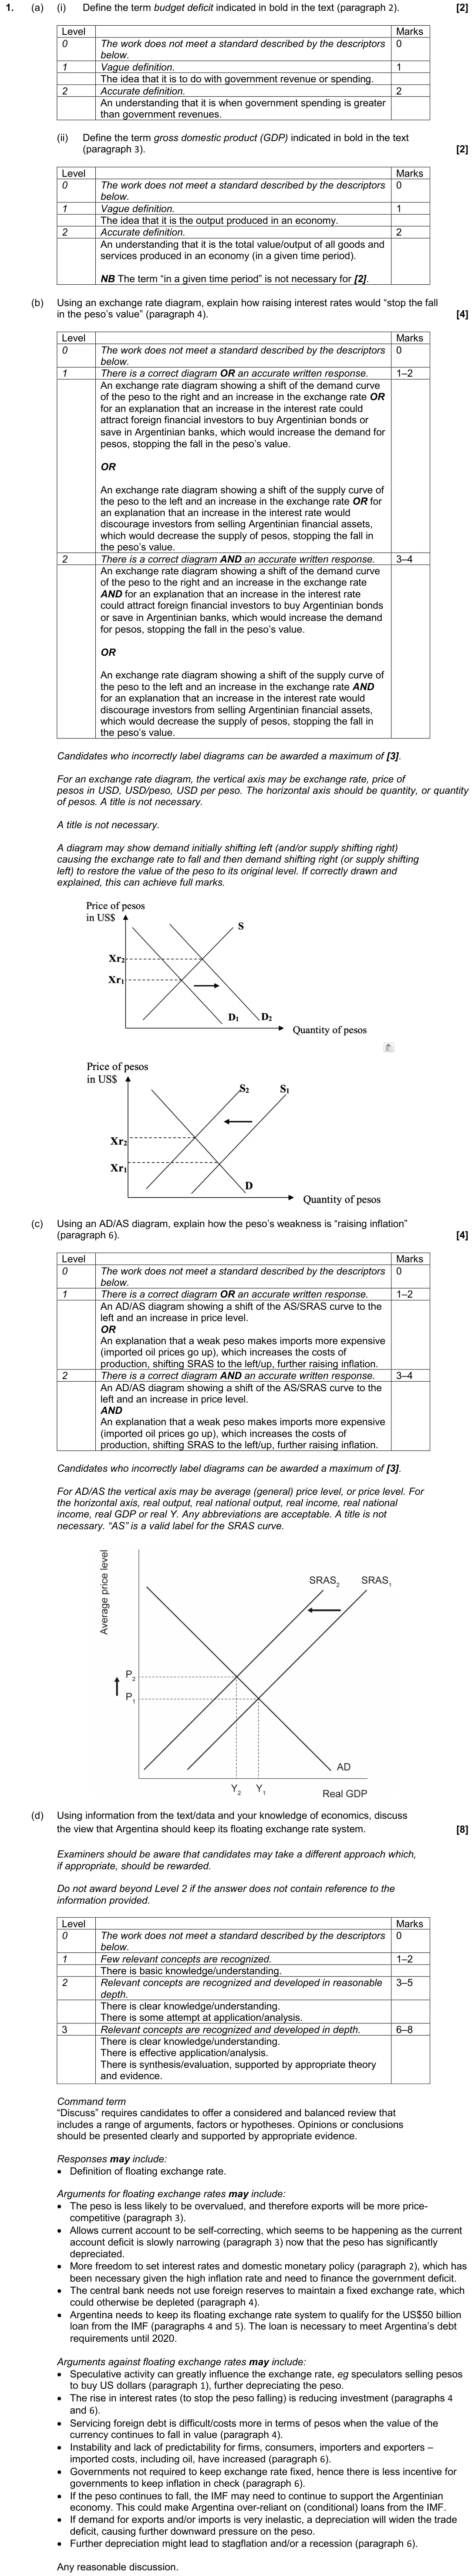 1. (a) (i) Define the term budget deficit indicated in bold in the text (paragraph 2). [2]
Level Marks
0 The work does not meet a standard described by the descriptors 0
below.
1 Vague definition. 1
The idea that it is to do with government revenue or spending.
2 Accurate definition. 2
An understanding that it is when government spending is greater
than government revenues.
(ii) Define the term gross domestic product (GDP) indicated in bold in the text
(paragraph 3). [2]
Level Marks
0 The work does not meet a standard described by the descriptors 0
below.
1 Vague definition. 1
The idea that it is the output produced in an economy.
2 Accurate definition. 2
An understanding that it is the total value/output of all goods and
services produced in an economy (in a given time period).
NB The term “in a given time period” is not necessary for [2].
(b) Using an exchange rate diagram, explain how raising interest rates would “stop the fall
in the peso’s value” (paragraph 4). [4]
Level Marks
0 The work does not meet a standard described by the descriptors 0
below.
1 There is a correct diagram OR an accurate written response. 1–2
An exchange rate diagram showing a shift of the demand curve
of the peso to the right and an increase in the exchange rate OR
for an explanation that an increase in the interest rate could
attract foreign financial investors to buy Argentinian bonds or
save in Argentinian banks, which would increase the demand for
pesos, stopping the fall in the peso’s value.
OR
An exchange rate diagram showing a shift of the supply curve of
the peso to the left and an increase in the exchange rate OR for
an explanation that an increase in the interest rate would
discourage investors from selling Argentinian financial assets,
which would decrease the supply of pesos, stopping the fall in
the peso’s value.
2 There is a correct diagram AND an accurate written response. 3–4
An exchange rate diagram showing a shift of the demand curve
of the peso to the right and an increase in the exchange rate
AND for an explanation that an increase in the interest rate
could attract foreign financial investors to buy Argentinian bonds
or save in Argentinian banks, which would increase the demand
for pesos, stopping the fall in the peso’s value.
OR
An exchange rate diagram showing a shift of the supply curve of
the peso to the left and an increase in the exchange rate AND
for an explanation that an increase in the interest rate would
discourage investors from selling Argentinian financial assets,
which would decrease the supply of pesos, stopping the fall in
the peso’s value.
Candidates who incorrectly label diagrams can be awarded a maximum of [3].
For an exchange rate diagram, the vertical axis may be exchange rate, price of
pesos in USD, USD/peso, USD per peso. The horizontal axis should be quantity, or quantity
of pesos. A title is not necessary.
A title is not necessary.
A diagram may show demand initially shifting left (and/or supply shifting right)
causing the exchange rate to fall and then demand shifting right (or supply shifting
left) to restore the value of the peso to its original level. If correctly drawn and
explained, this can achieve full marks.
Price of pesos
in US$
S
Xr2
Xr1
D1 D2
Quantity of pesos
Price of pesos
in US$
S2 S1
Xr2
Xr1
D
Quantity of pesos
(c) Using an AD/AS diagram, explain how the peso’s weakness is “raising inflation”
(paragraph 6). [4]
Level Marks
0 The work does not meet a standard described by the descriptors 0
below.
1 There is a correct diagram OR an accurate written response. 1–2
An AD/AS diagram showing a shift of the AS/SRAS curve to the
left and an increase in price level.
OR
An explanation that a weak peso makes imports more expensive
(imported oil prices go up), which increases the costs of
production, shifting SRAS to the left/up, further raising inflation.
2 There is a correct diagram AND an accurate written response. 3–4
An AD/AS diagram showing a shift of the AS/SRAS curve to the
left and an increase in price level.
AND
An explanation that a weak peso makes imports more expensive
(imported oil prices go up), which increases the costs of
production, shifting SRAS to the left/up, further raising inflation.
Candidates who incorrectly label diagrams can be awarded a maximum of [3].
For AD/AS the vertical axis may be average (general) price level, or price level. For
the horizontal axis, real output, real national output, real income, real national
income, real GDP or real Y. Any abbreviations are acceptable. A title is not
necessary. “AS” is a valid label for the SRAS curve.
Average price level
SRAS2 SRAS1
P2
P1
AD
Y2 Y1
Real GDP
(d) Using information from the text/data and your knowledge of economics, discuss
the view that Argentina should keep its floating exchange rate system. [8]
Examiners should be aware that candidates may take a different approach which,
if appropriate, should be rewarded.
Do not award beyond Level 2 if the answer does not contain reference to the
information provided.
Level Marks
0 The work does not meet a standard described by the descriptors 0
below.
1 Few relevant concepts are recognized. 1–2
There is basic knowledge/understanding.
2 Relevant concepts are recognized and developed in reasonable 3–5
depth.
There is clear knowledge/understanding.
There is some attempt at application/analysis.
3 Relevant concepts are recognized and developed in depth. 6–8
There is clear knowledge/understanding.
There is effective application/analysis.
There is synthesis/evaluation, supported by appropriate theory
and evidence.
Command term
“Discuss” requires candidates to offer a considered and balanced review that
includes a range of arguments, factors or hypotheses. Opinions or conclusions
should be presented clearly and supported by appropriate evidence.
Responses may include:
• Definition of floating exchange rate.
Arguments for floating exchange rates may include:
• The peso is less likely to be overvalued, and therefore exports will be more price-
competitive (paragraph 3).
• Allows current account to be self-correcting, which seems to be happening as the current
account deficit is slowly narrowing (paragraph 3) now that the peso has significantly
depreciated.
• More freedom to set interest rates and domestic monetary policy (paragraph 2), which has
been necessary given the high inflation rate and need to finance the government deficit.
• The central bank needs not use foreign reserves to maintain a fixed exchange rate, which
could otherwise be depleted (paragraph 4).
• Argentina needs to keep its floating exchange rate system to qualify for the US$50 billion
loan from the IMF (paragraphs 4 and 5). The loan is necessary to meet Argentina’s debt
requirements until 2020.
Arguments against floating exchange rates may include:
• Speculative activity can greatly influence the exchange rate, eg speculators selling pesos
to buy US dollars (paragraph 1), further depreciating the peso.
• The rise in interest rates (to stop the peso falling) is reducing investment (paragraphs 4
and 6).
• Servicing foreign debt is difficult/costs more in terms of pesos when the value of the
currency continues to fall in value (paragraph 4).
• Instability and lack of predictability for firms, consumers, importers and exporters –
imported costs, including oil, have increased (paragraph 6).
• Governments not required to keep exchange rate fixed, hence there is less incentive for
governments to keep inflation in check (paragraph 6).
• If the peso continues to fall, the IMF may need to continue to support the Argentinian
economy. This could make Argentina over-reliant on (conditional) loans from the IMF.
• If demand for exports and/or imports is very inelastic, a depreciation will widen the trade
deficit, causing further downward pressure on the peso.
• Further depreciation might lead to stagflation and/or a recession (paragraph 6).
Any reasonable discussion.